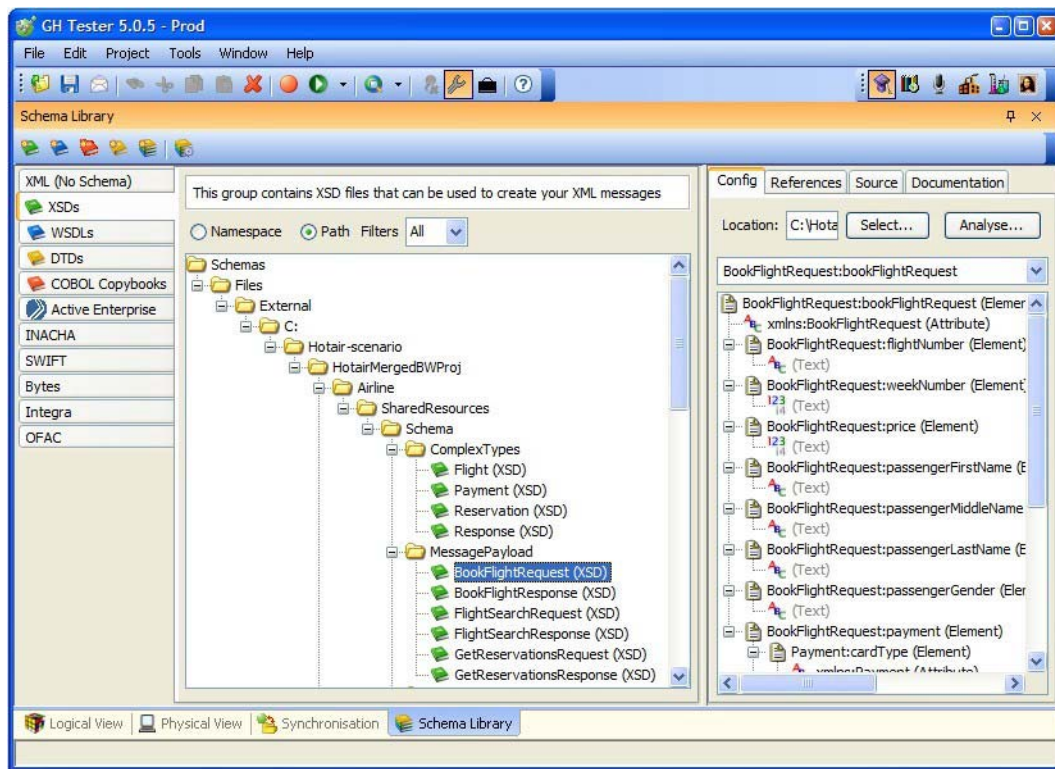 GH Tester 5.0.5 - Prod
File Edit Project Tools Window Help
Schema Library
XML (No Schema)
XSDs
WSDLs
DTDs
COBOL Copybooks
Active Enterprise
INACHA
SWIFT
Bytes
Integra
OFAC
This group contains XSD files that can be used to create your XML messages
Namespace Path Filters All
Schemas
Files
External
C:
Hotair-scenario
HotairMergedBWProj
Airline
SharedResources
Schema
ComplexTypes
Flight (XSD)
Payment (XSD)
Reservation (XSD)
Response (XSD)
MessagePayload
BookFlightRequest (XSD)
BookFlightResponse (XSD)
FlightSearchRequest (XSD)
FlightSearchResponse (XSD)
GetReservationsRequest (XSD)
GetReservationsResponse (XSD)
Config References Source Documentation
Location: C:\Hota Select... Analyse...
BookFlightRequest:bookFlightRequest
BookFlightRequest:bookFlightRequest (Elemer
xmlns:BookFlightRequest (Attribute)
BookFlightRequest:flightNumber (Element)
(Text)
BookFlightRequest:weekNumber (Element)
(Text)
BookFlightRequest:price (Element)
(Text)
BookFlightRequest:passengerFirstName (E
(Text)
BookFlightRequest:passengerMiddleName
(Text)
BookFlightRequest:passengerLastName (E
(Text)
BookFlightRequest:passengerGender (Eler
(Text)
BookFlightRequest:payment (Element)
Payment:cardType (Element)
xmlns:Payment (Attribute)
Logical View Physical View Synchronisation Schema Library